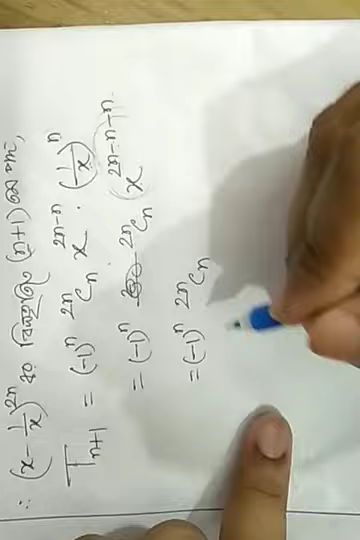 ∴ (x - 1/x)^2n এর বিস্তৃতির (n+1) তম পদ,
T_n+1 = (-1)^n 2n C_n x^2n-n · (1/x)^n
= (-1)^n 2n C_n (x^2n-n-n
= (-1)^n 2n C_n